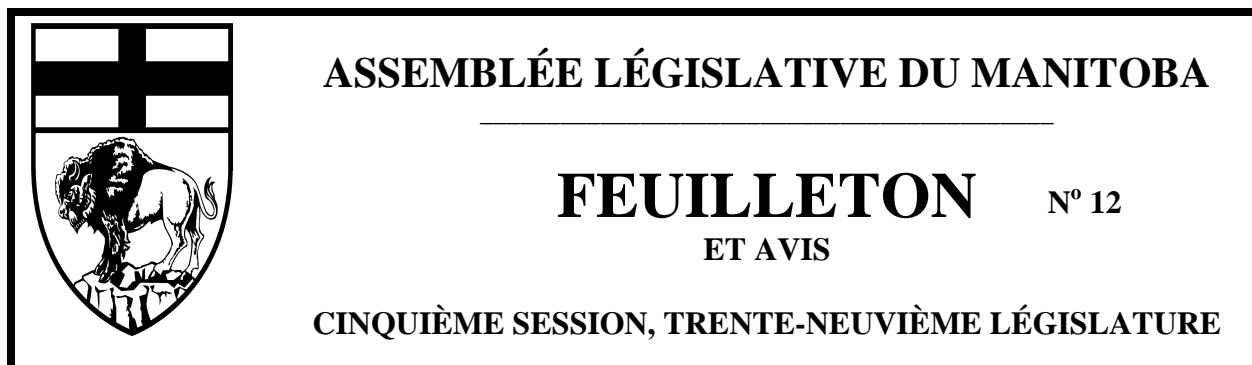 ASSEMBLÉE LÉGISLATIVE DU MANITOBA
FEUILLETON Nº 12
ET AVIS
CINQUIÈME SESSION, TRENTE-NEUVIÈME LÉGISLATURE